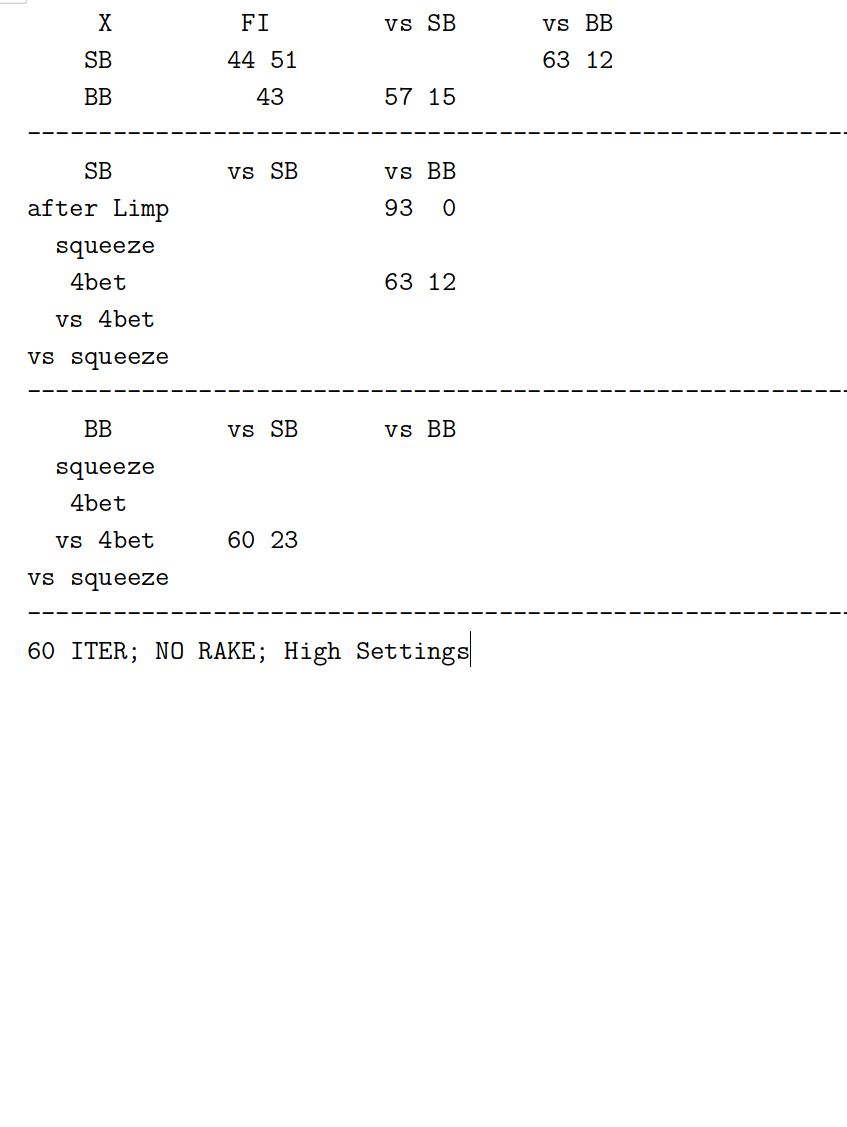 X FI vs SB vs BB
SB 44 51 63 12
BB 43 57 15
----------------------------------------------------------
SB vs SB vs BB
after Limp 93 0
squeeze
4bet 63 12
vs 4bet
vs squeeze
----------------------------------------------------------
BB vs SB vs BB
squeeze
4bet
vs 4bet 60 23
vs squeeze
----------------------------------------------------------
60 ITER; NO RAKE; High Settings